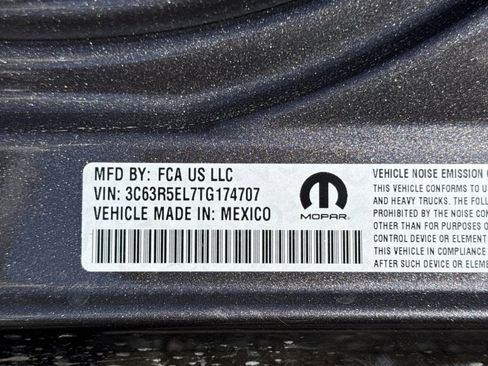 MFD BY: FCA US LLC
VIN: 3C63R5EL7TG174707
VEHICLE MADE IN: MEXICO
MOPAR
VEHICLE NOISE EMISSION
THIS VEHICLE CONFORMS TO U
AND HEAVY TRUCKS. THE FOLL
PROHIBITED BY THE NOISE CON
OTHER THAN FOR PURPOSES O
CONTROL DEVICE OR ELEMENT
THIS VEHICLE IN COMPLIANCE
AFTER SUCH DEVICE OR ELEME